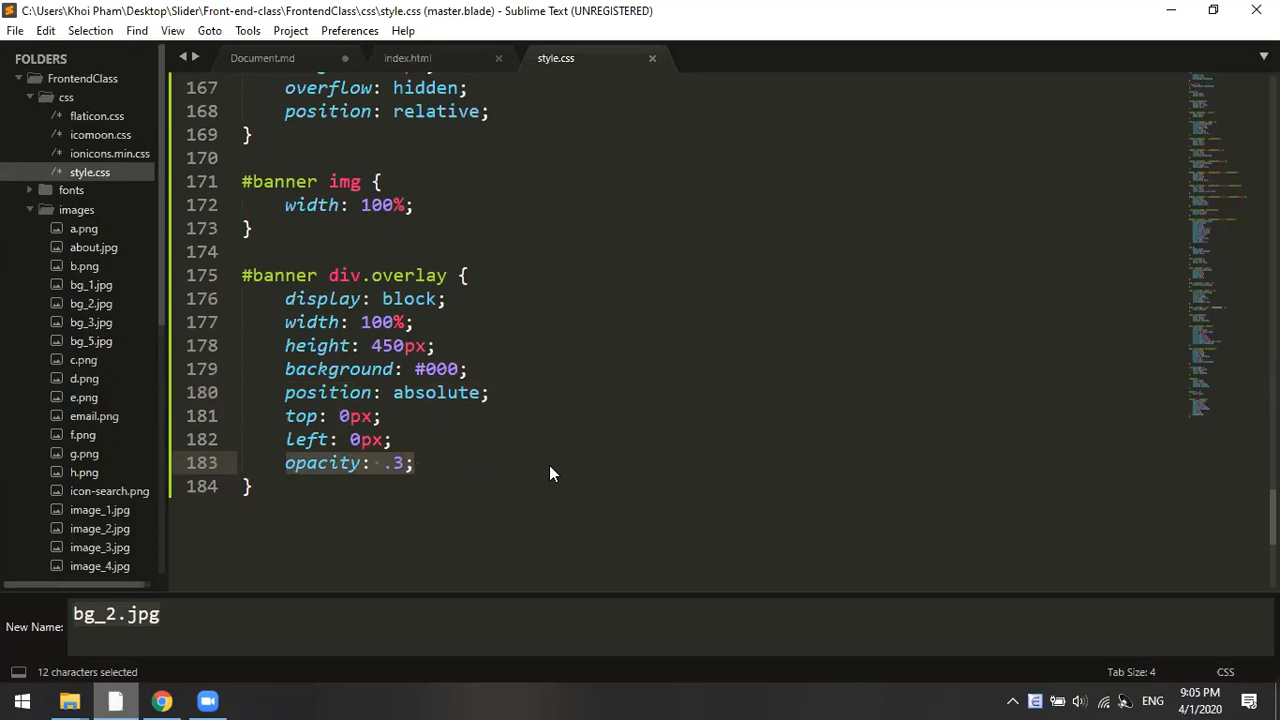 C:\Users\Khoi Pham\Desktop\Slider\Front-end-class\FrontendClass\css\style.css (master.blade) - Sublime Text (UNREGISTERED)
File Edit Selection Find View Goto Tools Project Preferences Help
FOLDERS
FrontendClass
css
/* flaticon.css
/* icomoon.css
/* ionicons.min.css
/* style.css
fonts
images
a.png
about.jpg
b.png
bg_1.jpg
bg_2.jpg
bg_3.jpg
bg_5.jpg
c.png
d.png
e.png
email.png
f.png
g.png
h.png
icon-search.png
image_1.jpg
image_2.jpg
image_3.jpg
image_4.jpg
Document.md index.html style.css
167 overflow: hidden;
168 position: relative;
169 }
170
171 #banner img {
172 width: 100%;
173 }
174
175 #banner div.overlay {
176 display: block;
177 width: 100%;
178 height: 450px;
179 background: #000;
180 position: absolute;
181 top: 0px;
182 left: 0px;
183 opacity: .3;
184 }
New Name: bg_2.jpg
12 characters selected Tab Size: 4 CSS
ENG 9:05 PM
4/1/2020